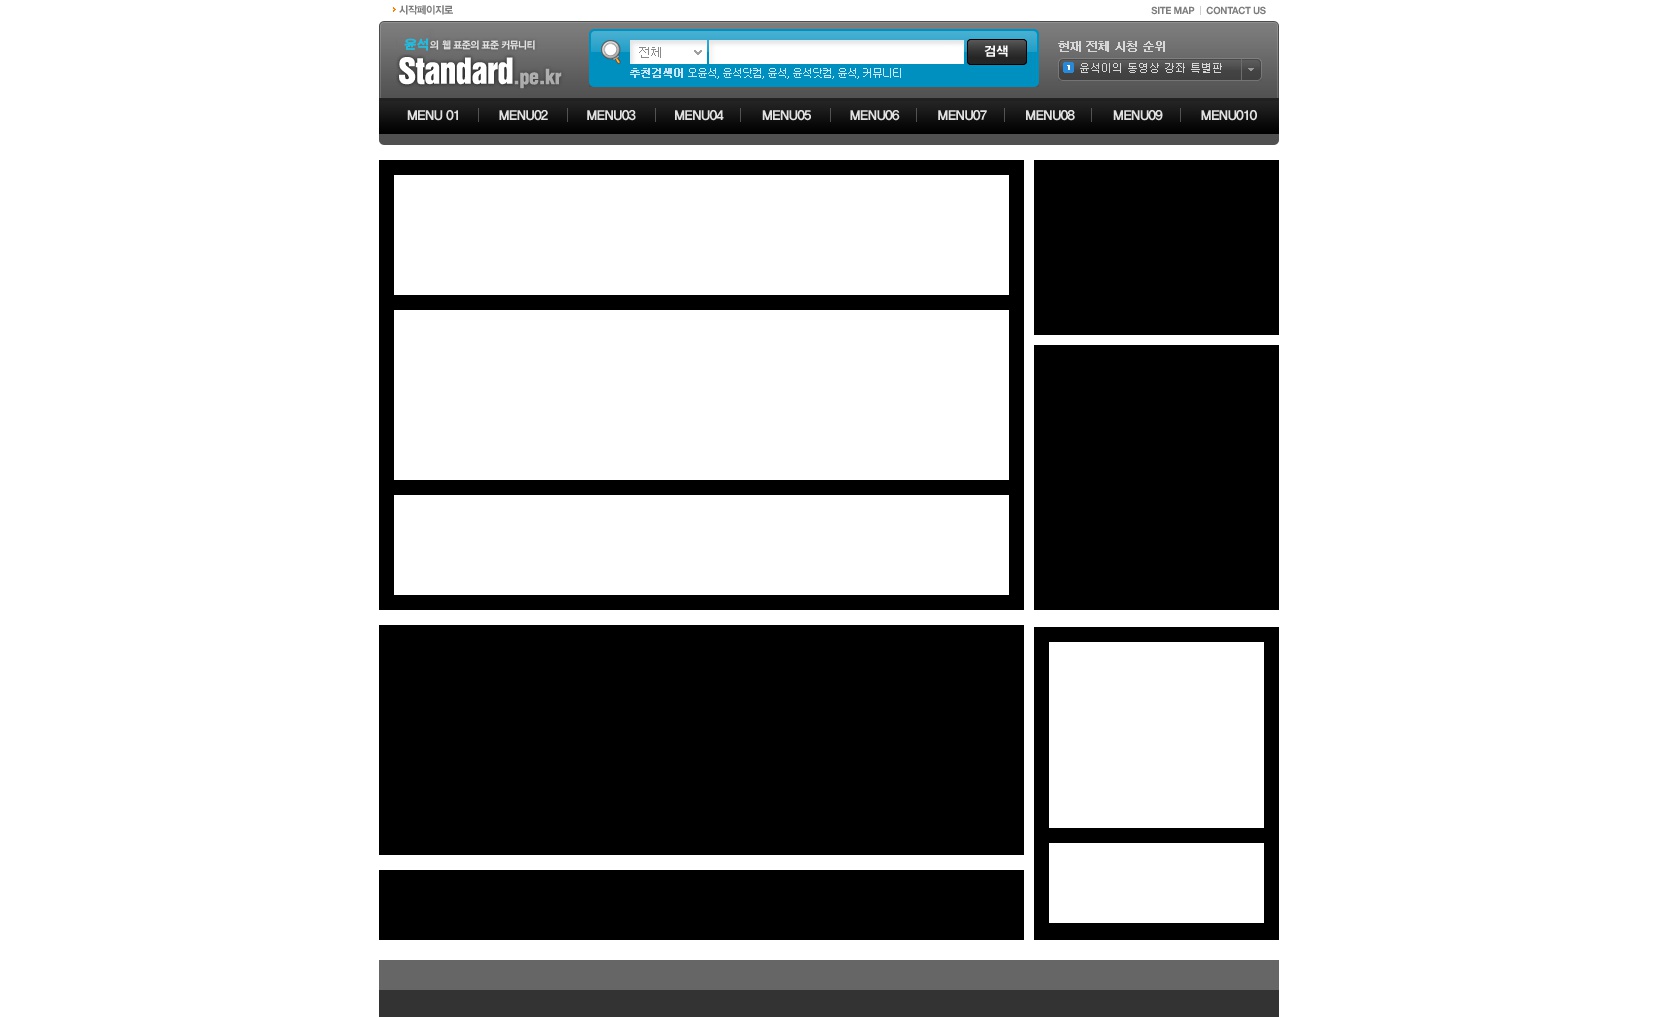 시작페이지로
SITE MAP | CONTACT US
윤석의 웹 표준의 표준 커뮤니티
Standard.pe.kr
전체
검색
추천검색어 오윤석, 윤석닷컴, 윤석, 윤석닷컴, 윤석, 커뮤니티
현재 전체 시청 순위
1 윤석이의 동영상 강좌 특별판
MENU 01 MENU02 MENU03 MENU04 MENU05 MENU06 MENU07 MENU08 MENU09 MENU010